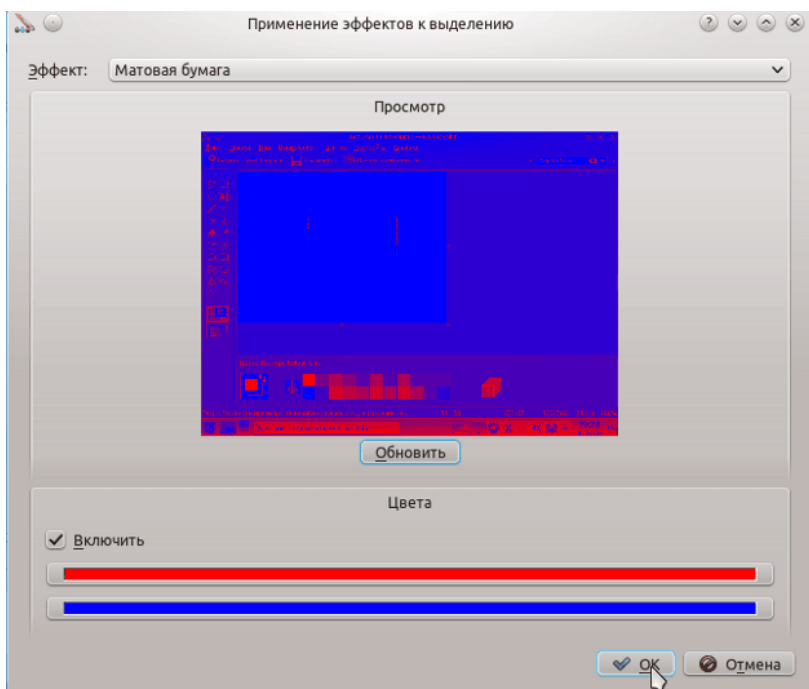 Применение эффектов к выделению
Эффект: Матовая бумага
Просмотр
Обновить
Цвета
Включить
OK Отмена